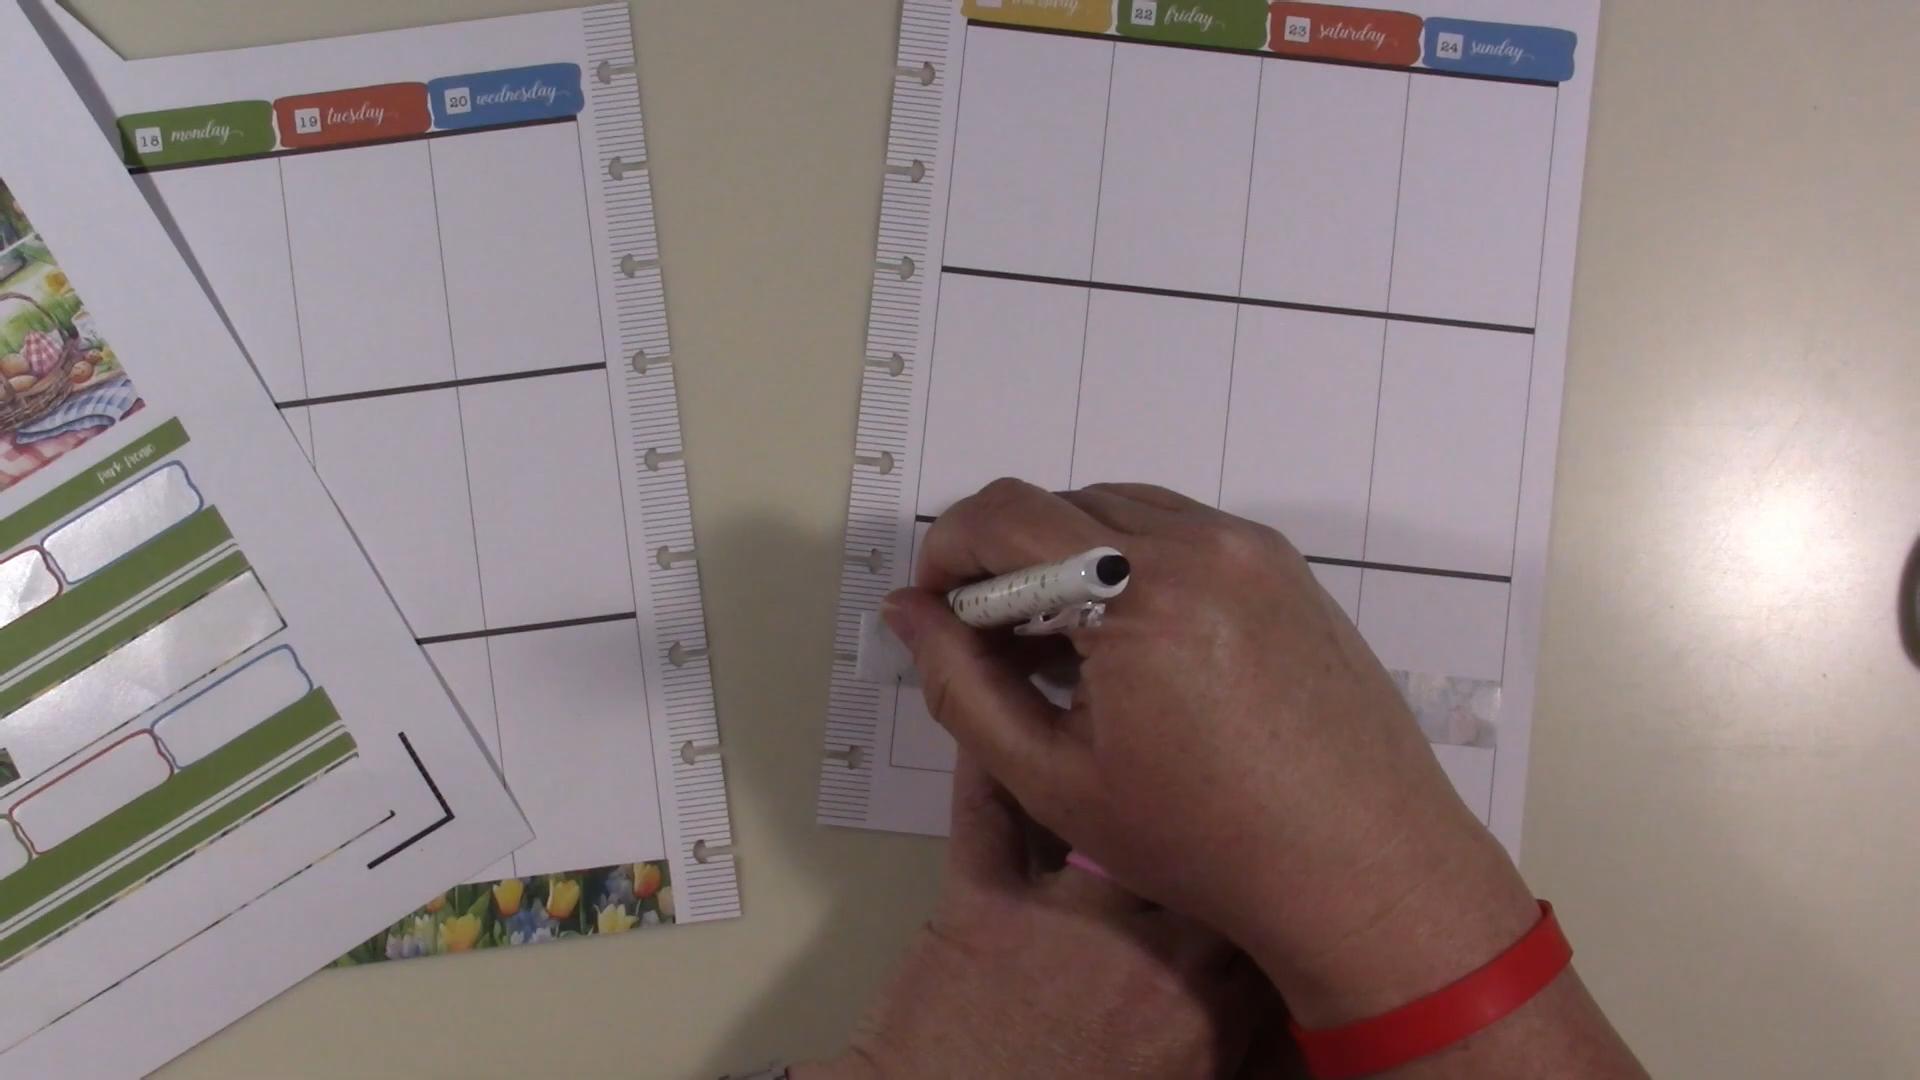 18 monday
19 tuesday
20 wednesday
22 friday
23 saturday
24 sunday
park picnic